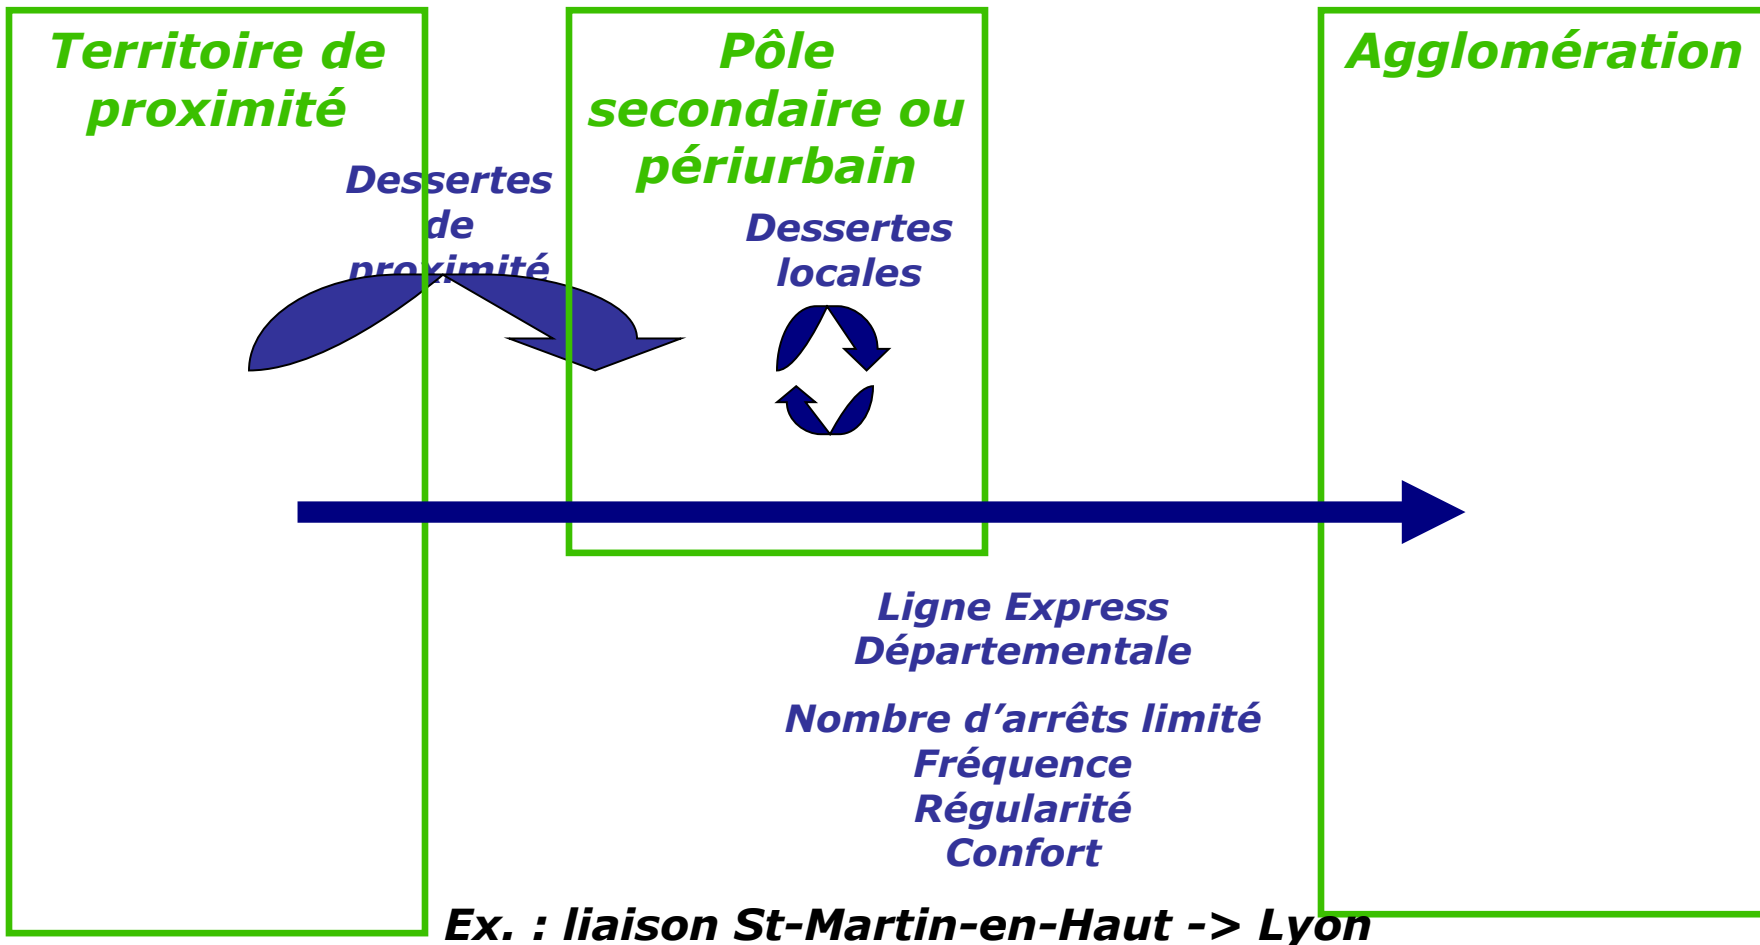 Territoire de
proximité
Pôle
secondaire ou
périurbain
Agglomération
Dessertes
de
proximité
Dessertes
locales
Ligne Express
Départementale
Nombre d’arrêts limité
Fréquence
Régularité
Confort
Ex. : liaison St-Martin-en-Haut -> Lyon